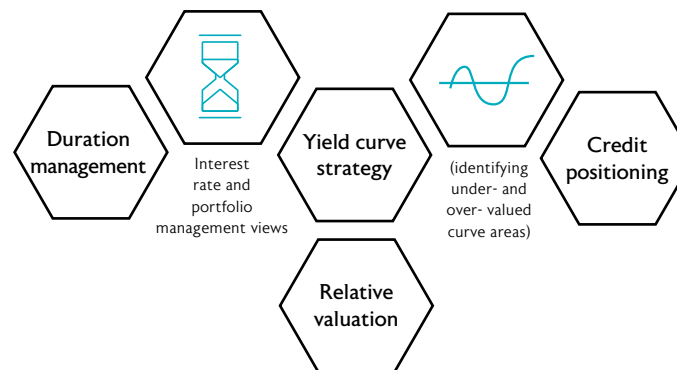 Duration
management
Interest
rate and
portfolio
management views
Yield curve
strategy
(identifying
under- and
over- valued
curve areas)
Credit
positioning
Relative
valuation